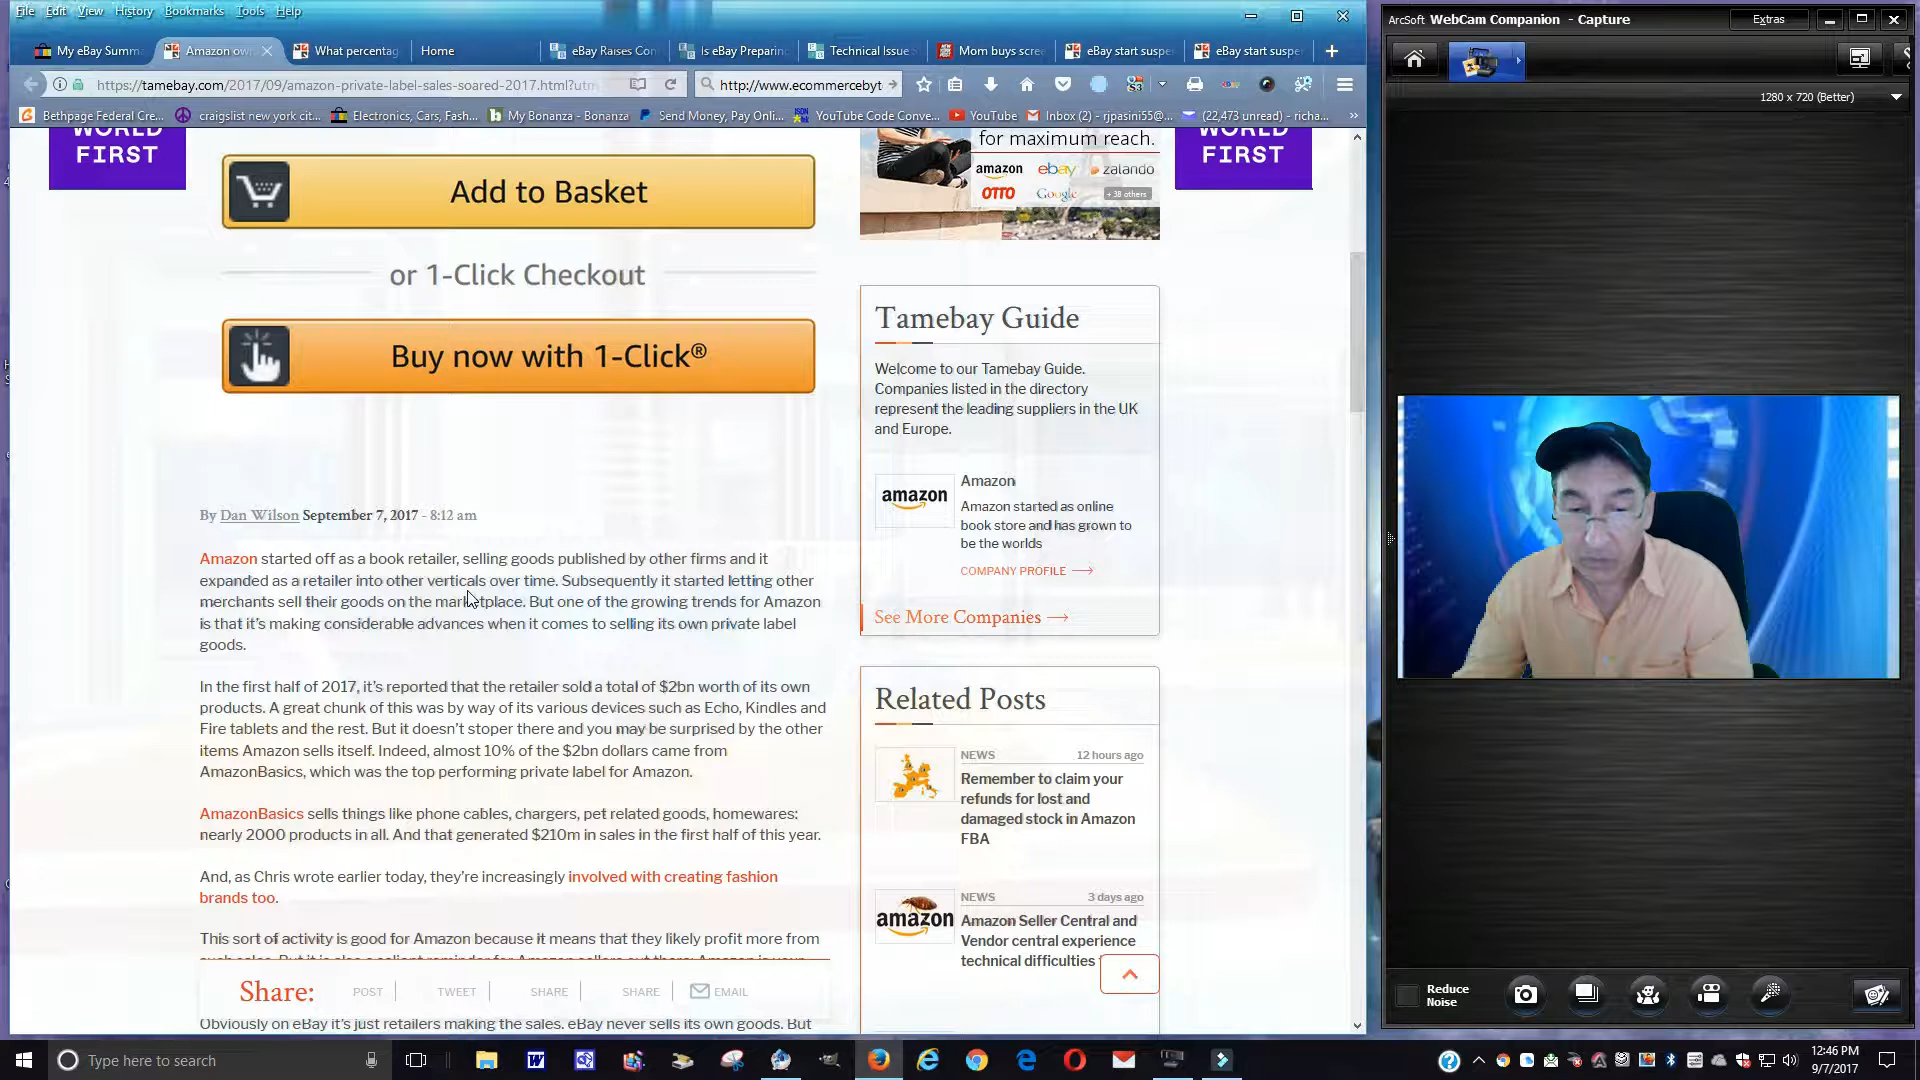 File Edit View History Bookmarks Tools Help
My eBay Summ
Amazon ow
What percentag
Home
eBay Raises Con
is eBay Preparin
Technical Issue
Mom buys scre
eBay start suspe
eBay start suspe
https://tamebay.com/2017/09/amazon-private-label-sales-soared-2017.html?utm
http://www.ecommercebyt
Bethpage Federal Cre...
craigslist new york cit...
Electronics, Cars, Fash...
My Bonanza - Bonanza
Send Money, Pay Onli...
YouTube Code Conve...
YouTube
Inbox (2) - rjpasini55@...
(22,473 unread) - richa...
WORLD
FIRST
Add to Basket
or 1-Click Checkout
Buy now with 1-Click®
By Dan Wilson September 7, 2017 - 8:12 am
Amazon started off as a book retailer, selling goods published by other firms and it
expanded as a retailer into other verticals over time. Subsequently it started letting other
merchants sell their goods on the marketplace. But one of the growing trends for Amazon
is that it's making considerable advances when it comes to selling its own private label
goods.
In the first half of 2017, it's reported that the retailer sold a total of $2bn worth of its own
products. A great chunk of this was by way of its various devices such as Echo, Kindles and
Fire tablets and the rest. But it doesn't stoper there and you may be surprised by the other
items Amazon sells itself. Indeed, almost 10% of the $2bn dollars came from
AmazonBasics, which was the top performing private label for Amazon.
AmazonBasics sells things like phone cables, chargers, pet related goods, homewares:
nearly 2000 products in all. And that generated $210m in sales in the first half of this year.
And, as Chris wrote earlier today, they're increasingly involved with creating fashion
brands too.
This sort of activity is good for Amazon because it means that they likely profit more from
Share: POST TWEET SHARE SHARE EMAIL
Obviously on eBay it's just retailers making the sales. eBay never sells its own goods. But
for maximum reach.
amazon ebay zalando
OTTO Google + 38 others
WORLD
FIRST
Tamebay Guide
Welcome to our Tamebay Guide.
Companies listed in the directory
represent the leading suppliers in the UK
and Europe.
amazon
Amazon
Amazon started as online
book store and has grown to
be the worlds
COMPANY PROFILE
See More Companies
Related Posts
NEWS 12 hours ago
Remember to claim your
refunds for lost and
damaged stock in Amazon
FBA
NEWS 3 days ago
amazon
Amazon Seller Central and
Vendor central experience
technical difficulties
ArcSoft WebCam Companion - Capture
Extras
1280 x 720 (Better)
Reduce
Noise
Type here to search
12:46 PM
9/7/2017